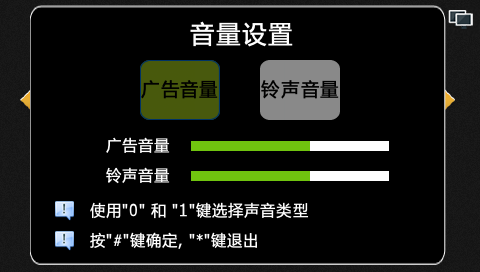 音量设置
广告音量 铃声音量
广告音量
铃声音量
使用"0" 和 "1"键选择声音类型
按"#"键确定, "*"键退出